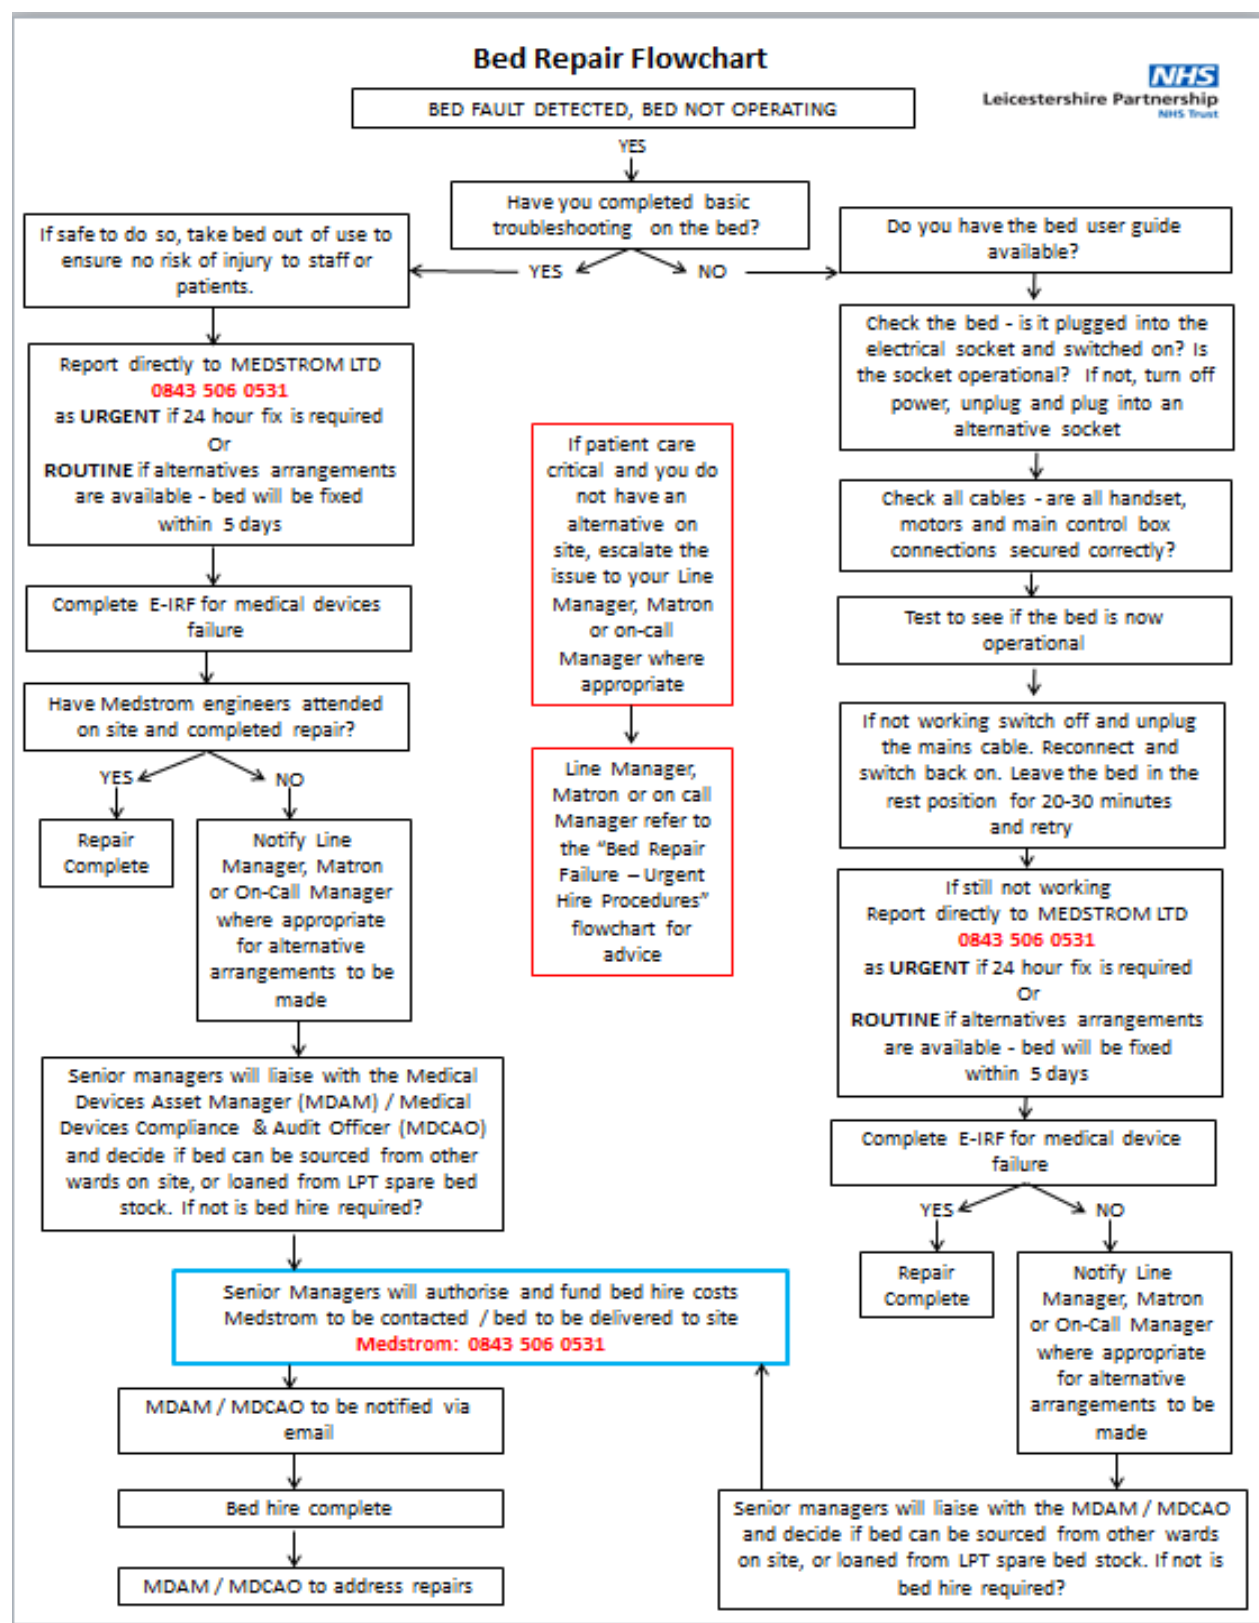 Bed Repair Flowchart
NHS
Leicestershire Partnership
NHS Trust
BED FAULT DETECTED, BED NOT OPERATING
YES
Have you completed basic
troubleshooting on the bed?
YES
NO
If safe to do so, take bed out of use to
ensure no risk of injury to staff or
patients.
Report directly to MEDSTROM LTD
0843 506 0531
as URGENT if 24 hour fix is required
Or
ROUTINE if alternatives arrangements
are available - bed will be fixed
within 5 days
Complete E-IRF for medical devices
failure
Have Medstrom engineers attended
on site and completed repair?
YES
NO
Repair
Complete
Notify Line
Manager, Matron
or On-Call Manager
where appropriate
for alternative
arrangements to be
made
Senior managers will liaise with the Medical
Devices Asset Manager (MDAM) / Medical
Devices Compliance & Audit Officer (MDCAO)
and decide if bed can be sourced from other
wards on site, or loaned from LPT spare bed
stock. If not is bed hire required?
Senior Managers will authorise and fund bed hire costs
Medstrom to be contacted / bed to be delivered to site
Medstrom: 0843 506 0531
MDAM / MDCAO to be notified via
email
Bed hire complete
MDAM / MDCAO to address repairs
If patient care
critical and you do
not have an
alternative on
site, escalate the
issue to your Line
Manager, Matron
or on-call
Manager where
appropriate
Line Manager,
Matron or on call
Manager refer to
the “Bed Repair
Failure – Urgent
Hire Procedures”
flowchart for
advice
Do you have the bed user guide
available?
Check the bed - is it plugged into the
electrical socket and switched on? Is
the socket operational? If not, turn off
power, unplug and plug into an
alternative socket
Check all cables - are all handset,
motors and main control box
connections secured correctly?
Test to see if the bed is now
operational
If not working switch off and unplug
the mains cable. Reconnect and
switch back on. Leave the bed in the
rest position for 20-30 minutes
and retry
If still not working
Report directly to MEDSTROM LTD
0843 506 0531
as URGENT if 24 hour fix is required
Or
ROUTINE if alternatives arrangements
are available - bed will be fixed
within 5 days
Complete E-IRF for medical device
failure
YES
NO
Repair
Complete
Notify Line
Manager, Matron
or On-Call Manager
where appropriate
for alternative
arrangements to be
made
Senior managers will liaise with the MDAM / MDCAO
and decide if bed can be sourced from other wards
on site, or loaned from LPT spare bed stock. If not is
bed hire required?